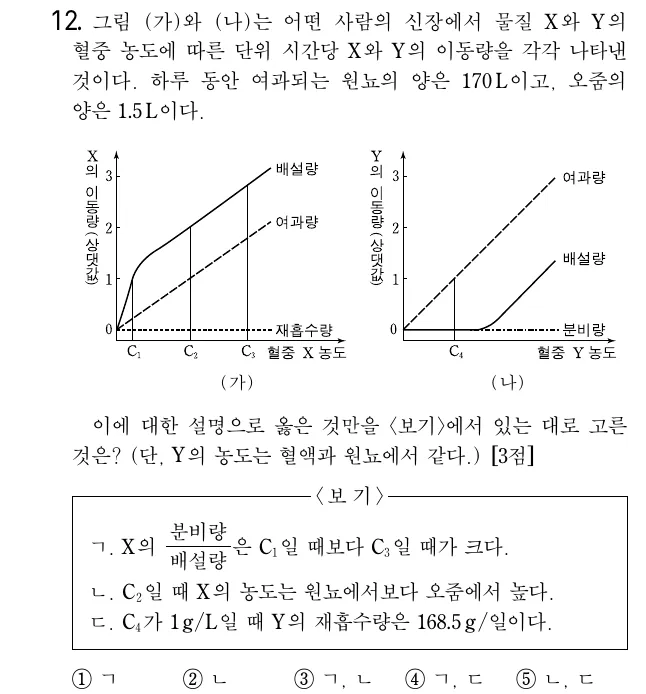 12. 그림 (가)와 (나)는 어떤 사람의 신장에서 물질 X와 Y의
혈중 농도에 따른 단위 시간당 X와 Y의 이동량을 각각 나타낸
것이다. 하루 동안 여과되는 원뇨의 양은 170L이고, 오줌의
양은 1.5L이다.
X의 이동량(상댓값)
3
2
1
0
배설량
여과량
재흡수량
C₁
C₂
C₃
혈중 X 농도
(가)
Y의 이동량(상댓값)
3
2
1
0
여과량
배설량
분비량
C₄
혈중 Y 농도
(나)
이에 대한 설명으로 옳은 것만을 〈보기〉에서 있는 대로 고른
것은? (단, Y의 농도는 혈액과 원뇨에서 같다.) [3점]
〈보 기〉
ㄱ. X의 분비량/배설량은 C₁일 때보다 C₃일 때가 크다.
ㄴ. C₂일 때 X의 농도는 원뇨에서보다 오줌에서 높다.
ㄷ. C₄가 1g/L일 때 Y의 재흡수량은 168.5g/일이다.
① ㄱ ② ㄴ ③ ㄱ, ㄴ ④ ㄱ, ㄷ ⑤ ㄴ, ㄷ